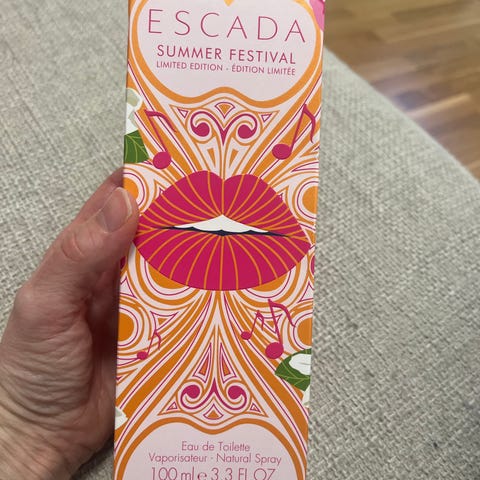 ESCADA
SUMMER FESTIVAL
LIMITED EDITION - ÉDITION LIMITÉE
Eau de Toilette
Vaporisateur · Natural Spray
100 ml e 3.3 FL.OZ